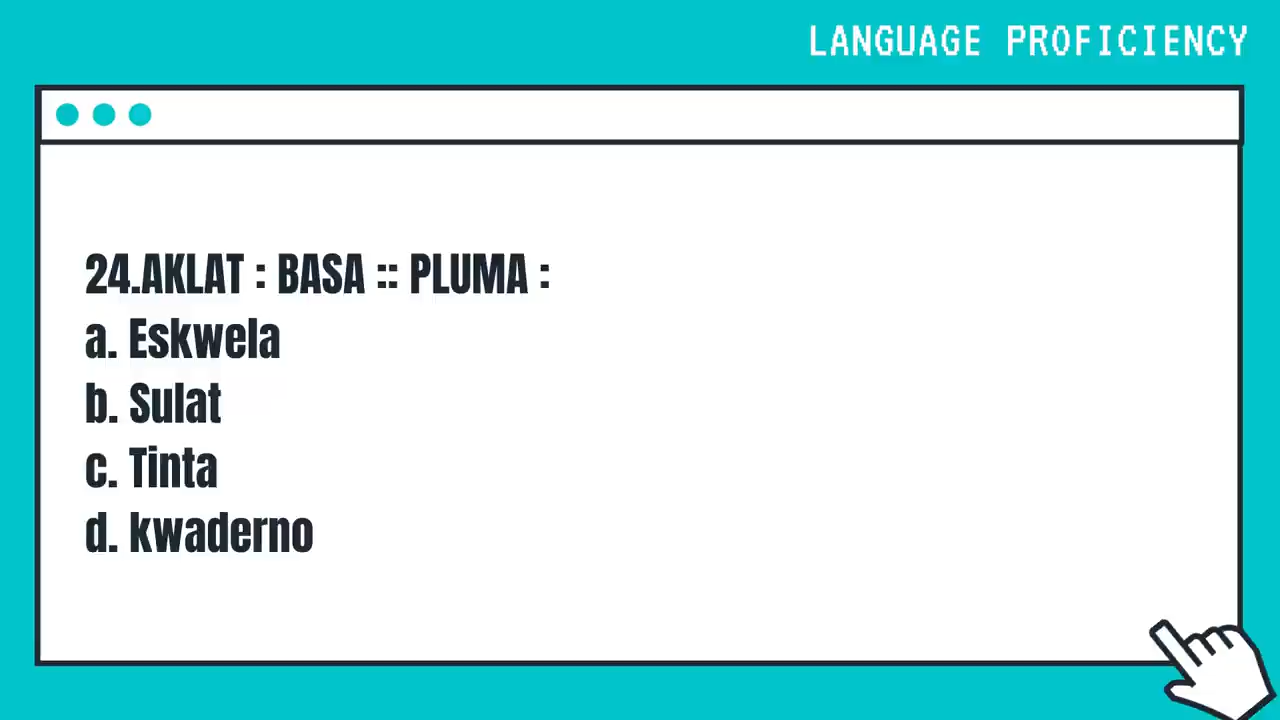 LANGUAGE PROFICIENCY
24.AKLAT : BASA :: PLUMA :
a. Eskwela
b. Sulat
c. Tinta
d. kwaderno